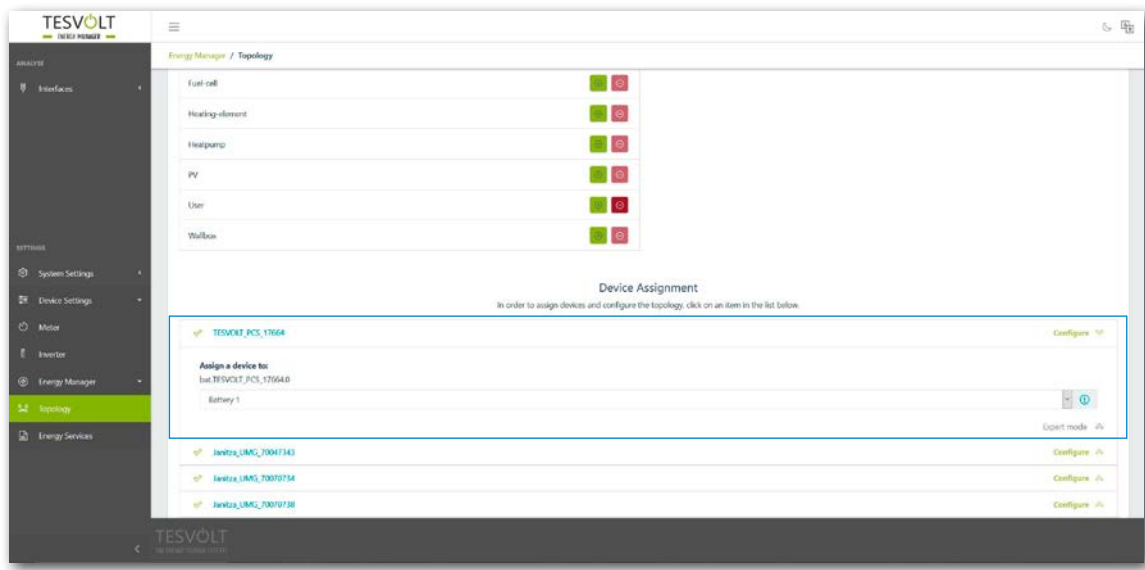 TESVOLT
ENERGY MANAGER
Energy Manager / Topology
ANALYSE
Interfaces
Fuel-cell
Heating-element
Heatpump
PV
User
Wallbox
SETTINGS
System Settings
Device Settings
Meter
Inverter
Energy Manager
Topology
Energy Services
Device Assignment
In order to assign devices and configure the topology, click on an item in the list below.
TESVOLT_PCS_17664 Configure
Assign a device to:
bat.TESVOLT_PCS_17664.0
Battery 1
Expert mode
Janitza_UMG_70047343 Configure
Janitza_UMG_70070734 Configure
Janitza_UMG_70070738 Configure
TESVOLT